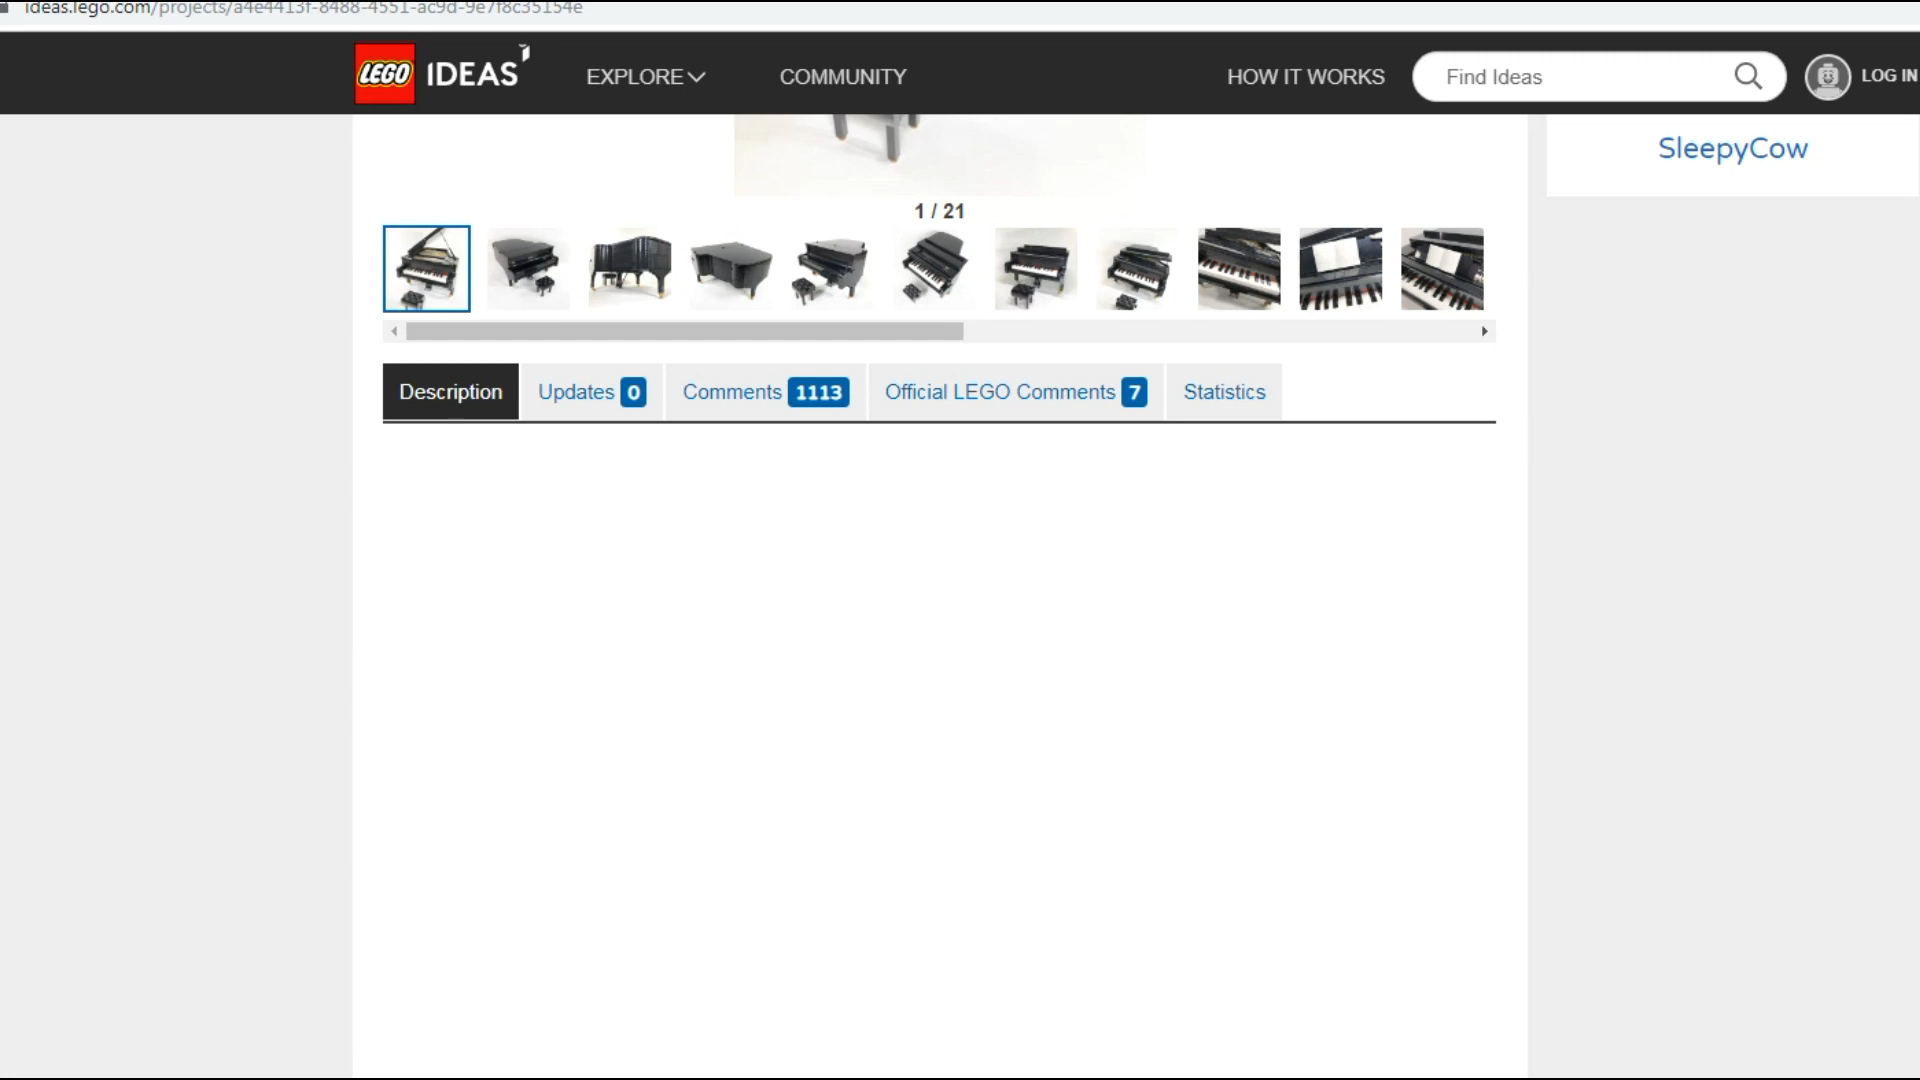 ideas.lego.com/projects/a4e4413f-8488-4551-ac9d-9e7f8c35154e
LEGO IDEAS EXPLORE COMMUNITY HOW IT WORKS Find Ideas LOG IN
SleepyCow
1 / 21
Description Updates 0 Comments 1113 Official LEGO Comments 7 Statistics